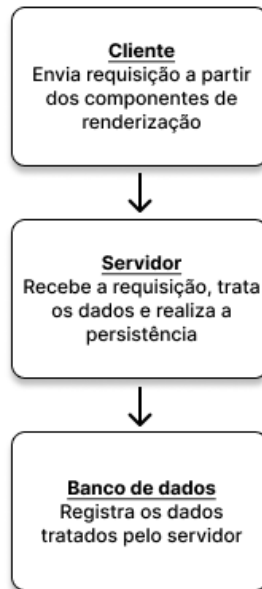 Cliente
Envia requisição a partir
dos componentes de
renderização
Servidor
Recebe a requisição, trata
os dados e realiza a
persistência
Banco de dados
Registra os dados
tratados pelo servidor